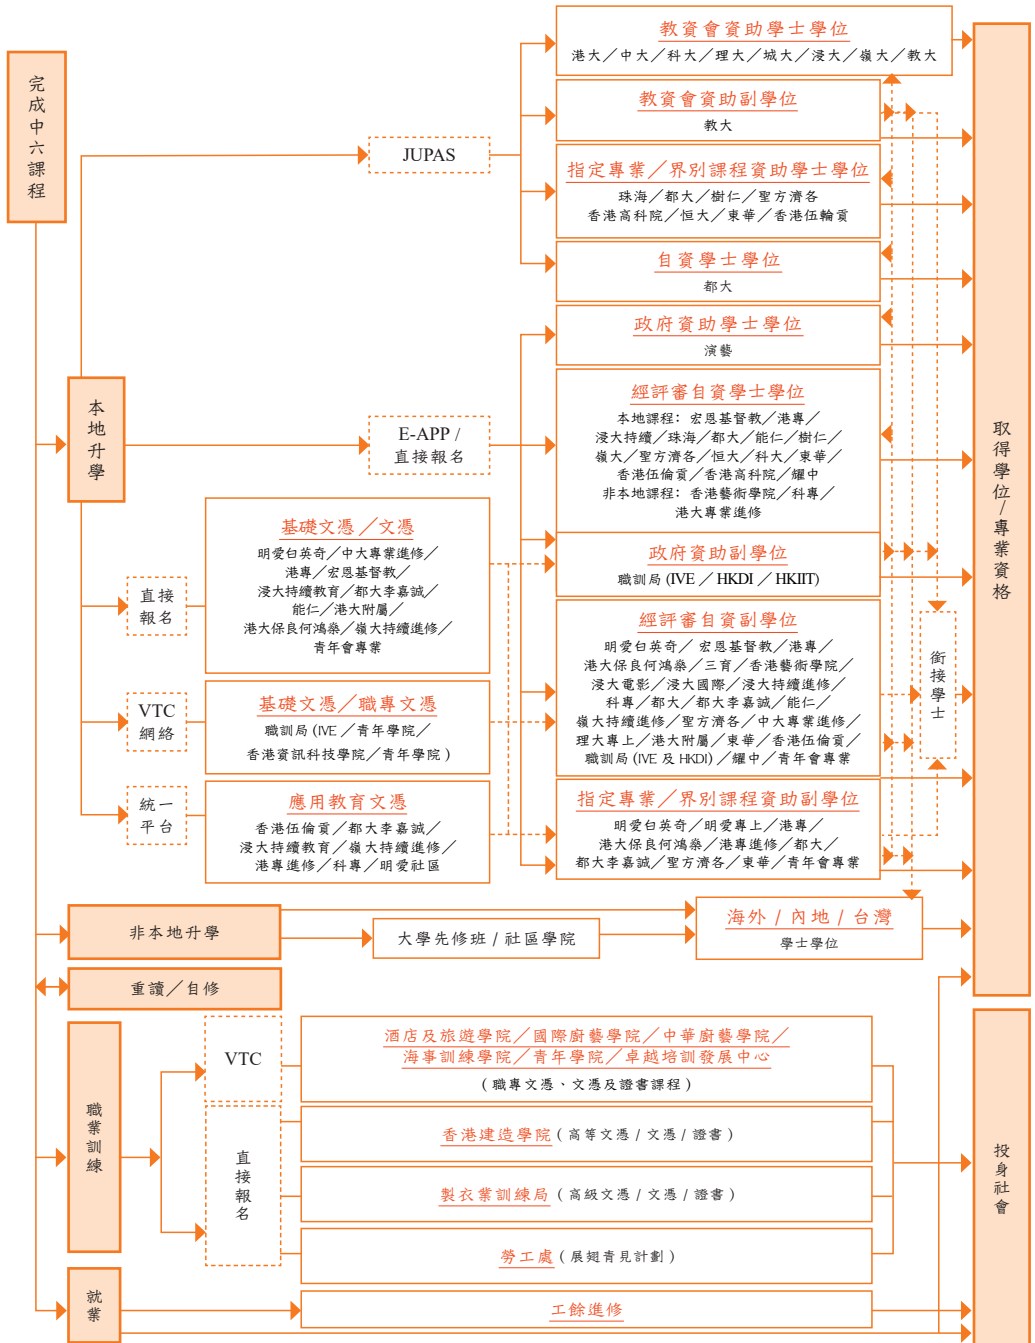 完成中六課程
本地升學
JUPAS
E-APP /
直接報名
直接
報名
VTC
網絡
統一
平台
基礎文憑／文憑
明愛白英奇／中大專業進修／
港專／宏恩基督教／
浸大持續教育／都大李嘉誠／
能仁／港大附屬／
港大保良何鴻燊／嶺大持續進修／
青年會專業
基礎文憑／職專文憑
職訓局 (IVE／青年學院／
香港資訊科技學院／青年學院)
應用教育文憑
香港伍倫貢／都大李嘉誠／
浸大持續教育／嶺大持續進修／
港專進修／科專／明愛社區
教資會資助學士學位
港大／中大／科大／理大／城大／浸大／嶺大／教大
教資會資助副學位
教大
指定專業／界別課程資助學士學位
珠海／都大／樹仁／聖方濟各
香港高科院／恒大／東華／香港伍輪貢
自資學士學位
都大
政府資助學士學位
演藝
經評審自資學士學位
本地課程: 宏恩基督教／港專／
浸大持續／珠海／都大／能仁／樹仁／
嶺大／聖方濟各／恒大／科大／東華／
香港伍倫貢／香港高科院／耀中
非本地課程: 香港藝術學院／科專／
港大專業進修
政府資助副學位
職訓局 (IVE／HKDI／HKIIT)
經評審自資副學位
明愛白英奇／宏恩基督教／港專／
港大保良何鴻燊／三育／香港藝術學院／
浸大電影／浸大國際／浸大持續進修／
科專／都大／都大李嘉誠／能仁／
嶺大持續進修／聖方濟各／中大專業進修／
理大專上／港大附屬／東華／香港伍倫貢／
職訓局 (IVE 及 HKDI)／耀中／青年會專業
指定專業／界別課程資助副學位
明愛白英奇／明愛專上／港專／
港大保良何鴻燊／港專進修／都大／
都大李嘉誠／聖方濟各／東華／青年會專業
銜接學士
取得學位/專業資格
非本地升學
大學先修班 / 社區學院
海外 / 內地 / 台灣
學士學位
重讀／自修
職業訓練
VTC
直接報名
酒店及旅遊學院／國際廚藝學院／中華廚藝學院／
海事訓練學院／青年學院／卓越培訓發展中心
(職專文憑、文憑及證書課程)
香港建造學院 (高等文憑 / 文憑 / 證書)
製衣業訓練局 (高級文憑 / 文憑 / 證書)
勞工處 (展翅青見計劃)
投身社會
就業
工餘進修